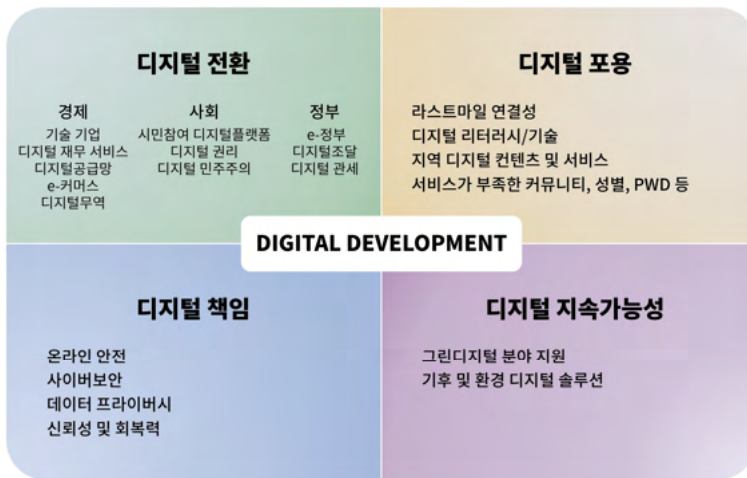 디지털 전환
경제
기술 기업
디지털 재무 서비스
디지털공급망
e-커머스
디지털무역
사회
시민참여 디지털플랫폼
디지털 권리
디지털 민주주의
정부
e-정부
디지털조달
디지털 관세
디지털 포용
라스트마일 연결성
디지털 리터러시/기술
지역 디지털 컨텐츠 및 서비스
서비스가 부족한 커뮤니티, 성별, PWD 등
DIGITAL DEVELOPMENT
디지털 책임
온라인 안전
사이버보안
데이터 프라이버시
신뢰성 및 회복력
디지털 지속가능성
그린디지털 분야 지원
기후 및 환경 디지털 솔루션